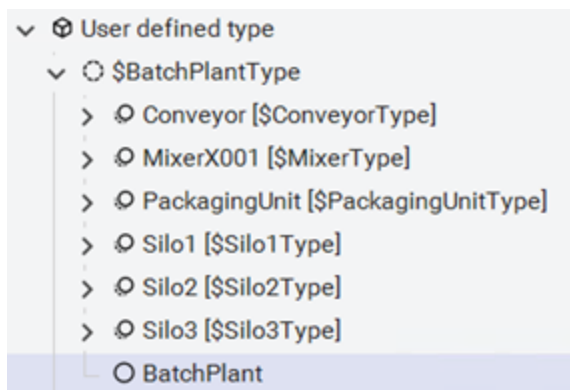 User defined type
$BatchPlantType
Conveyor [$ConveyorType]
MixerX001 [$MixerType]
PackagingUnit [$PackagingUnitType]
Silo1 [$Silo1Type]
Silo2 [$Silo2Type]
Silo3 [$Silo3Type]
BatchPlant